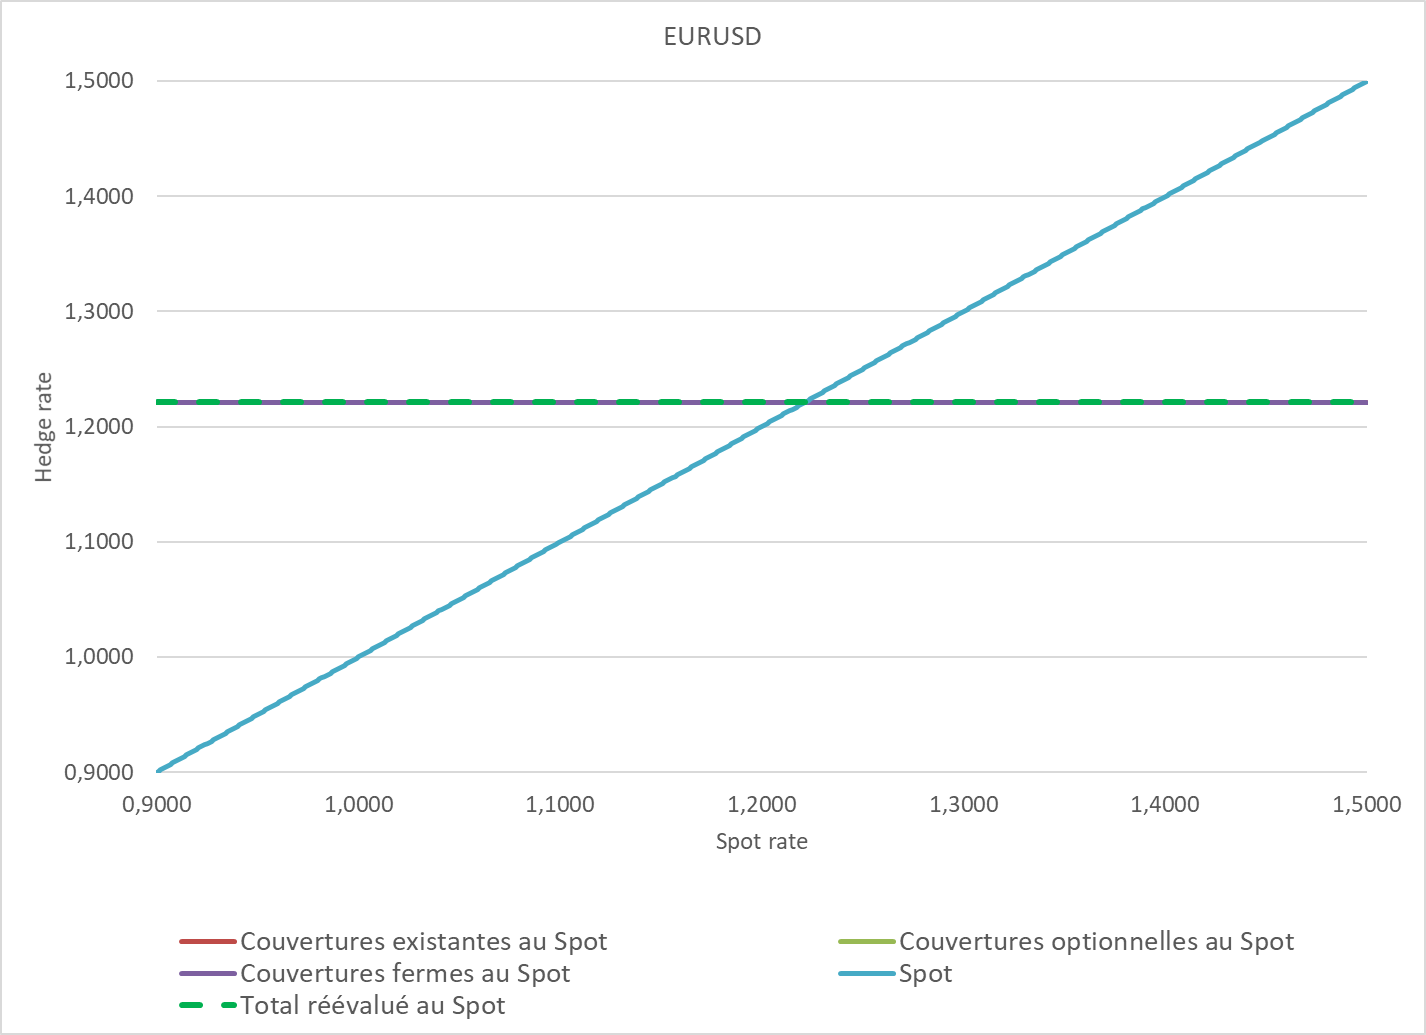 EURUSD
1,5000
1,4000
1,3000
1,2000
1,1000
1,0000
0,9000
Hedge rate
0,9000 1,0000 1,1000 1,2000 1,3000 1,4000 1,5000
Spot rate
Couvertures existantes au Spot Couvertures optionnelles au Spot
Couvertures fermes au Spot Spot
Total réévalué au Spot